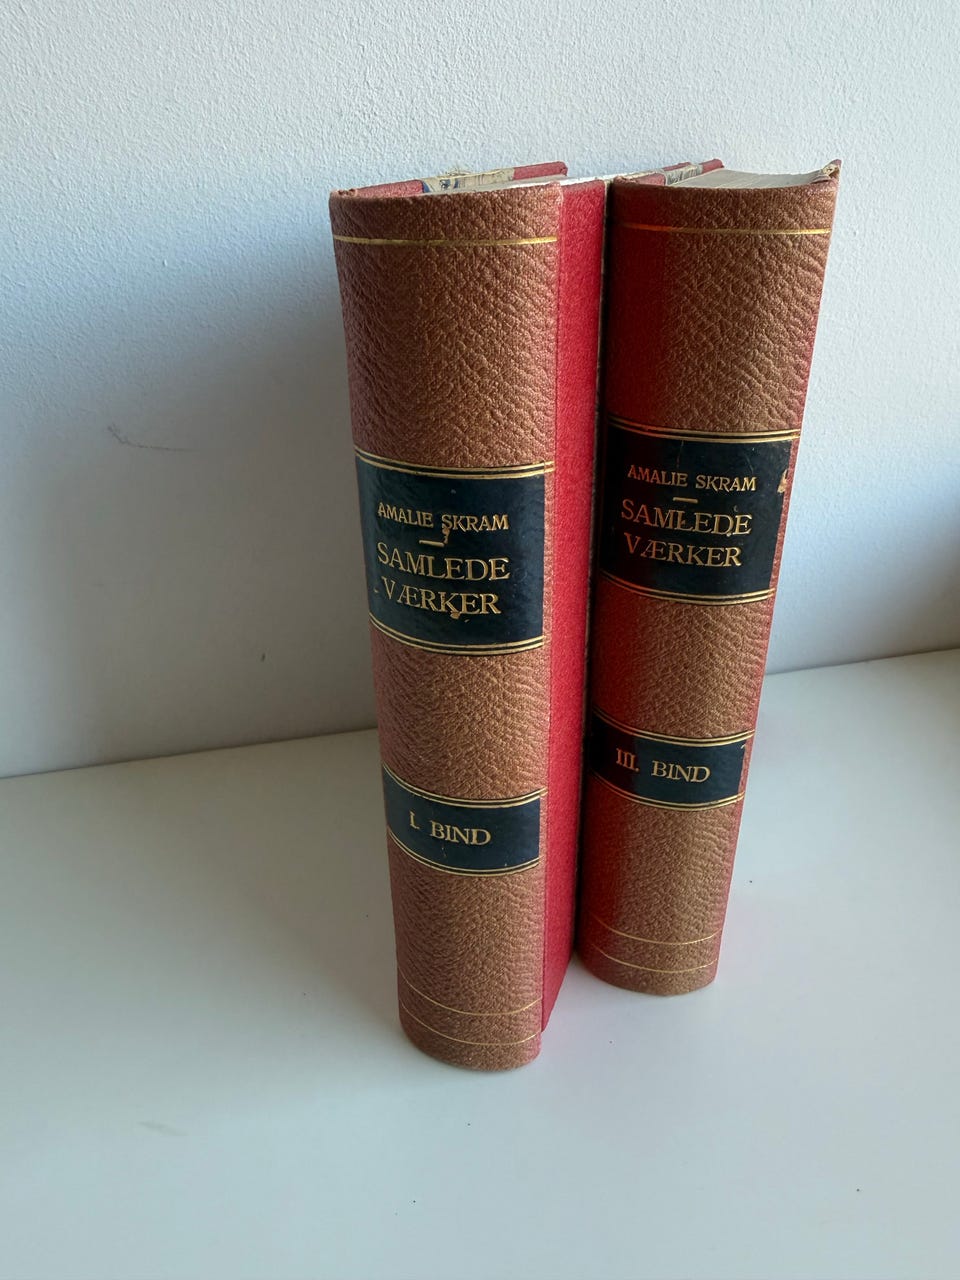 AMALIE SKRAM
SAMLEDE
VÆRKER
I. BIND
AMALIE SKRAM
SAMLEDE
VÆRKER
III. BIND